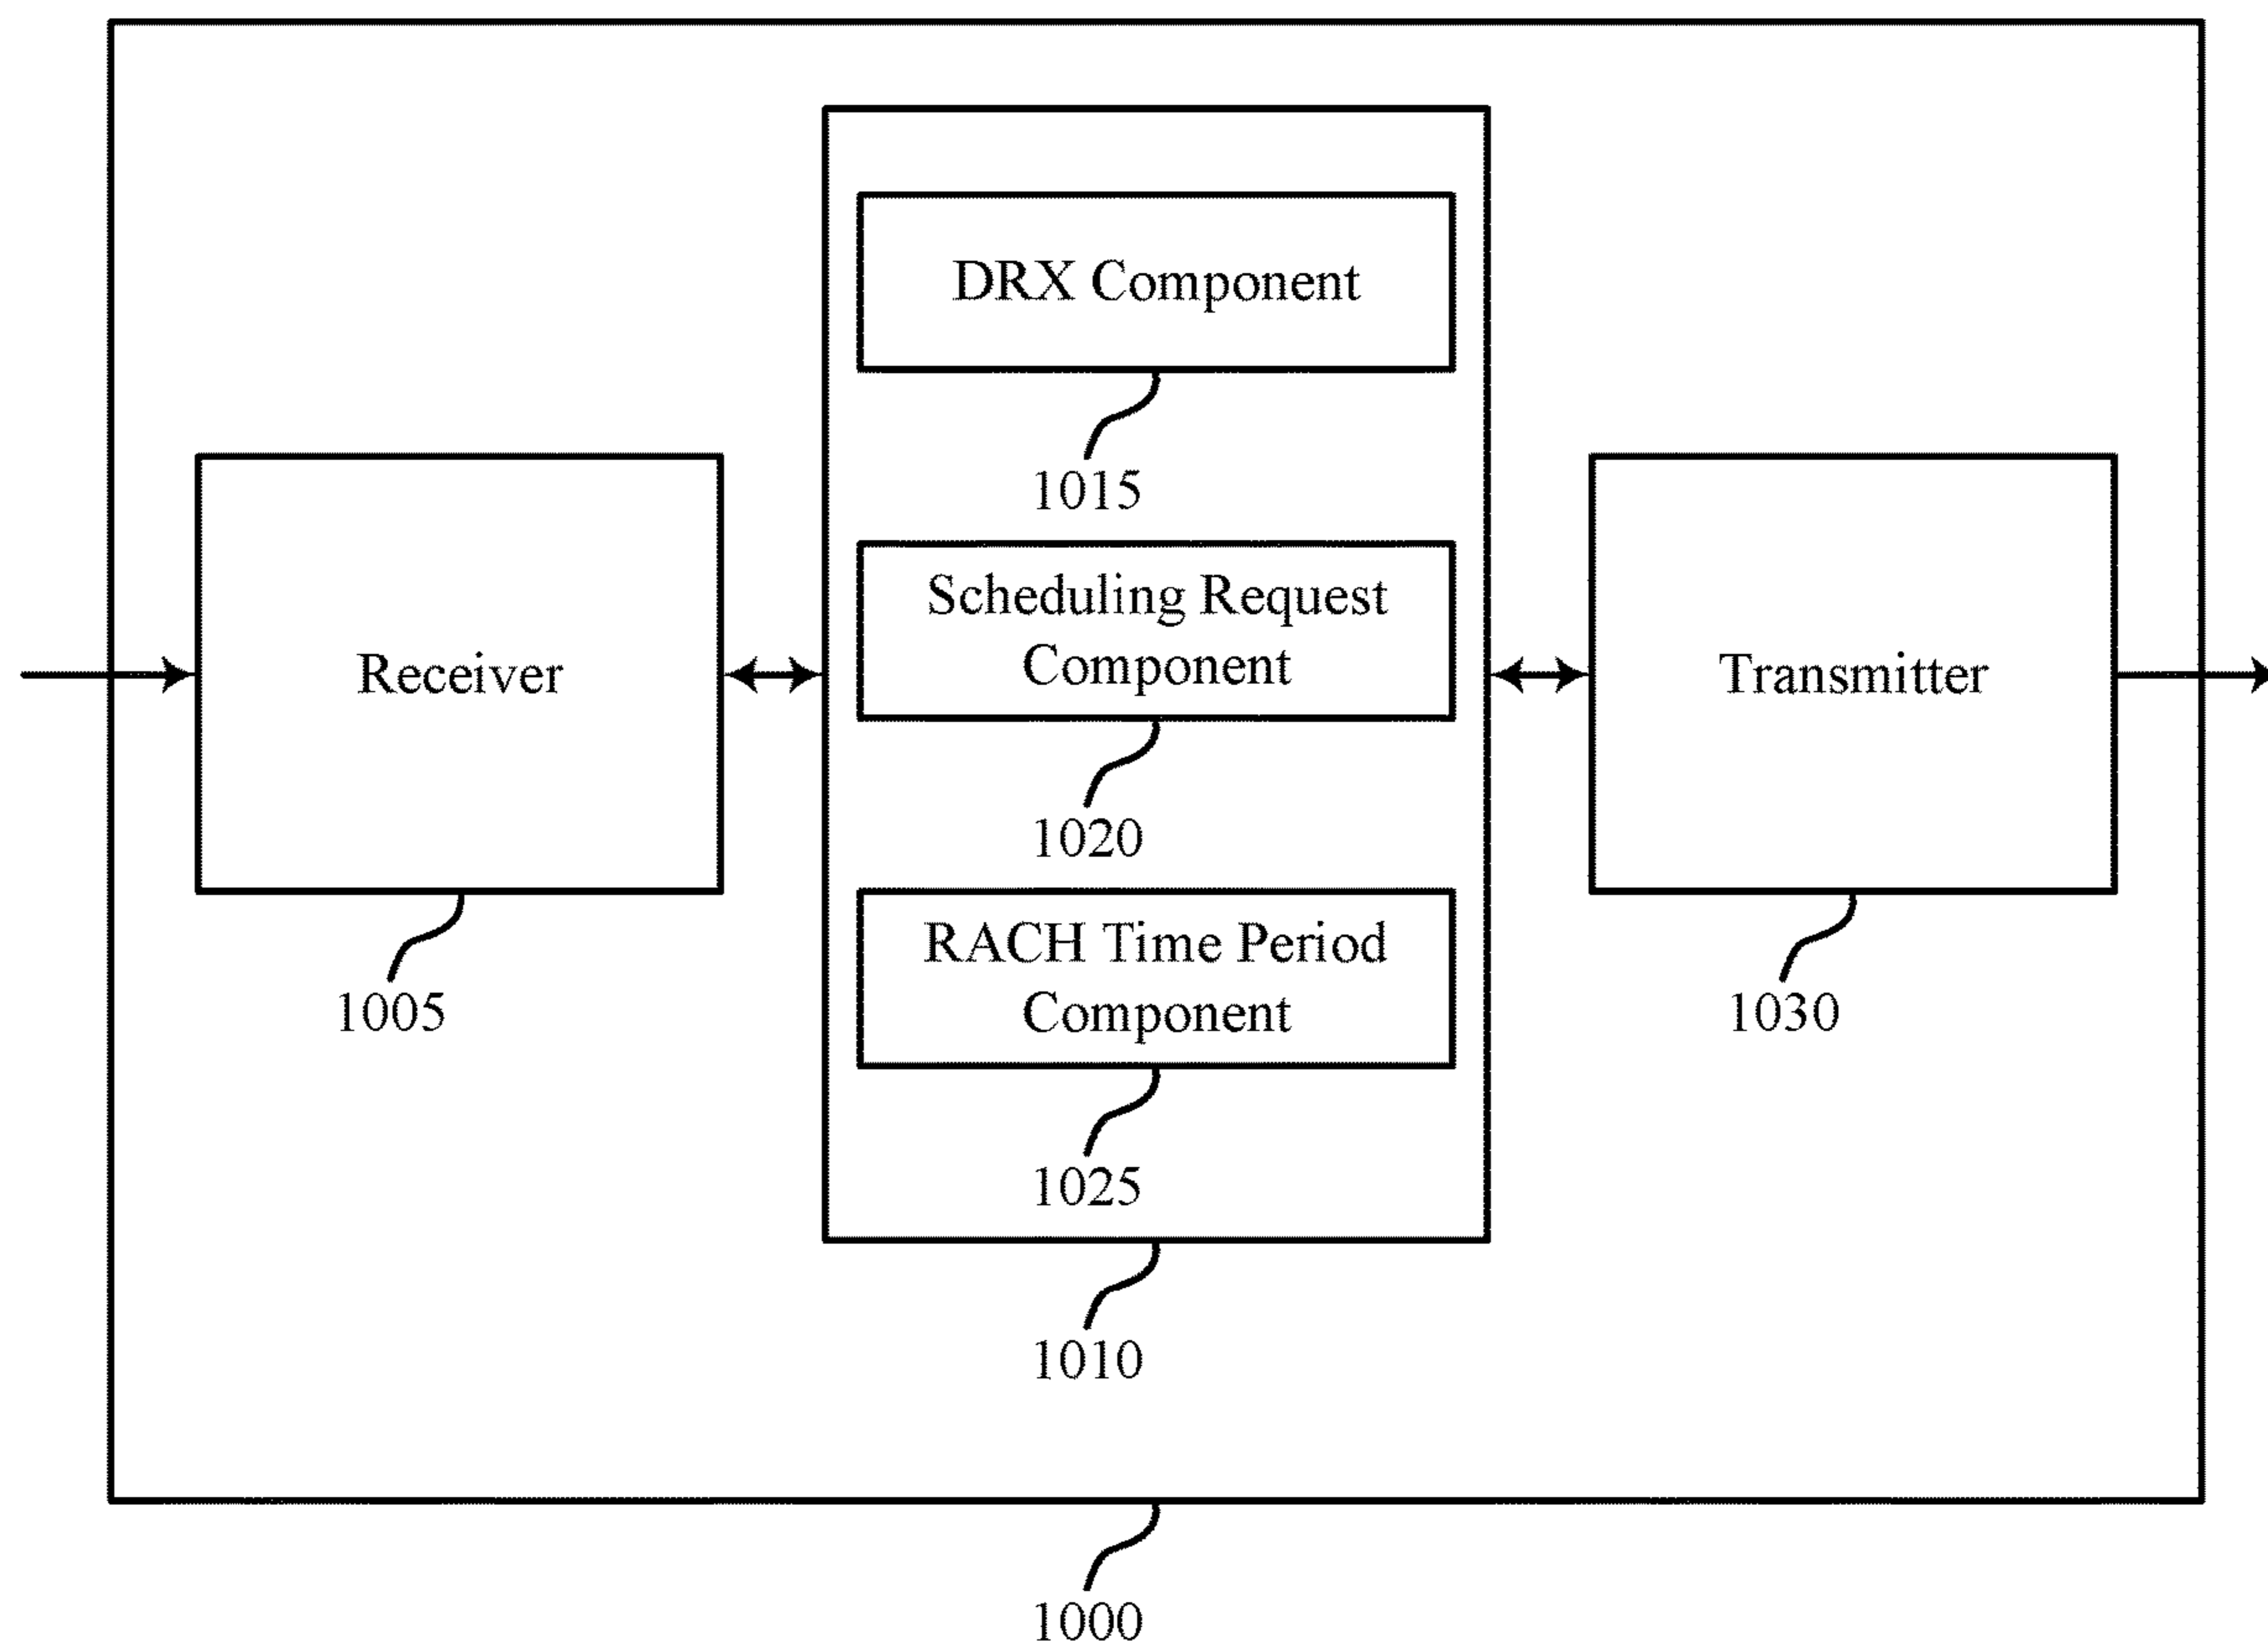 DRX Component
1015
Receiver
1005
Scheduling Request
Component
1020
RACH Time Period
Component
1025
Transmitter
1030
1010
1000